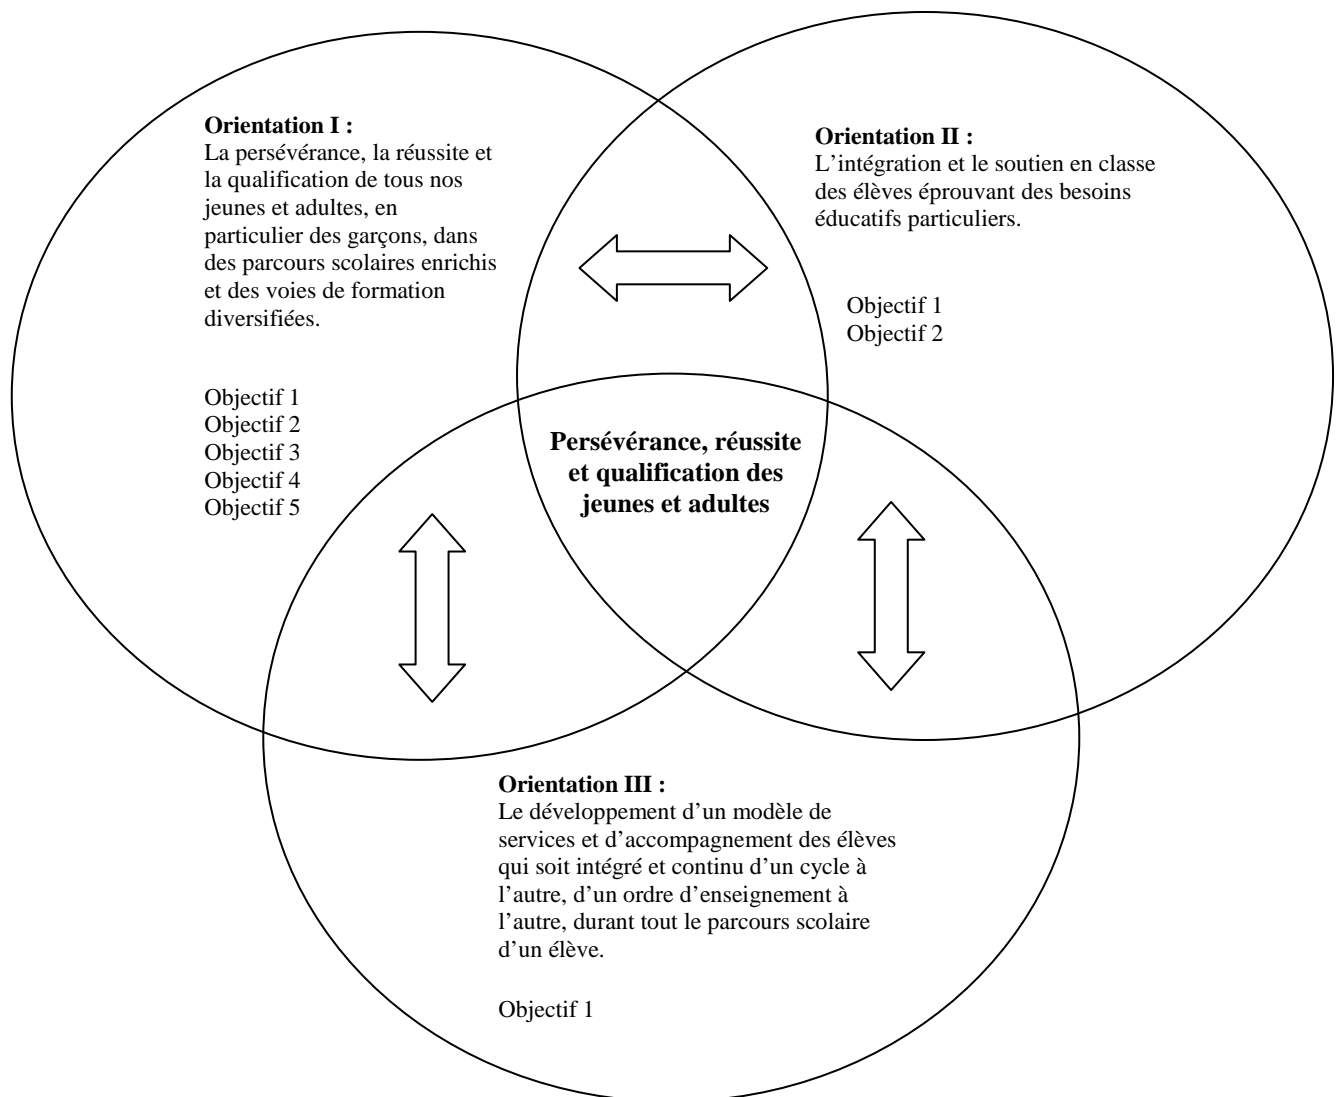 Orientation I :
La persévérance, la réussite et
la qualification de tous nos
jeunes et adultes, en
particulier des garçons, dans
des parcours scolaires enrichis
et des voies de formation
diversifiées.
Objectif 1
Objectif 2
Objectif 3
Objectif 4
Objectif 5
Orientation II :
L’intégration et le soutien en classe
des élèves éprouvant des besoins
éducatifs particuliers.
Objectif 1
Objectif 2
Persévérance, réussite
et qualification des
jeunes et adultes
Orientation III :
Le développement d’un modèle de
services et d’accompagnement des élèves
qui soit intégré et continu d’un cycle à
l’autre, d’un ordre d’enseignement à
l’autre, durant tout le parcours scolaire
d’un élève.
Objectif 1